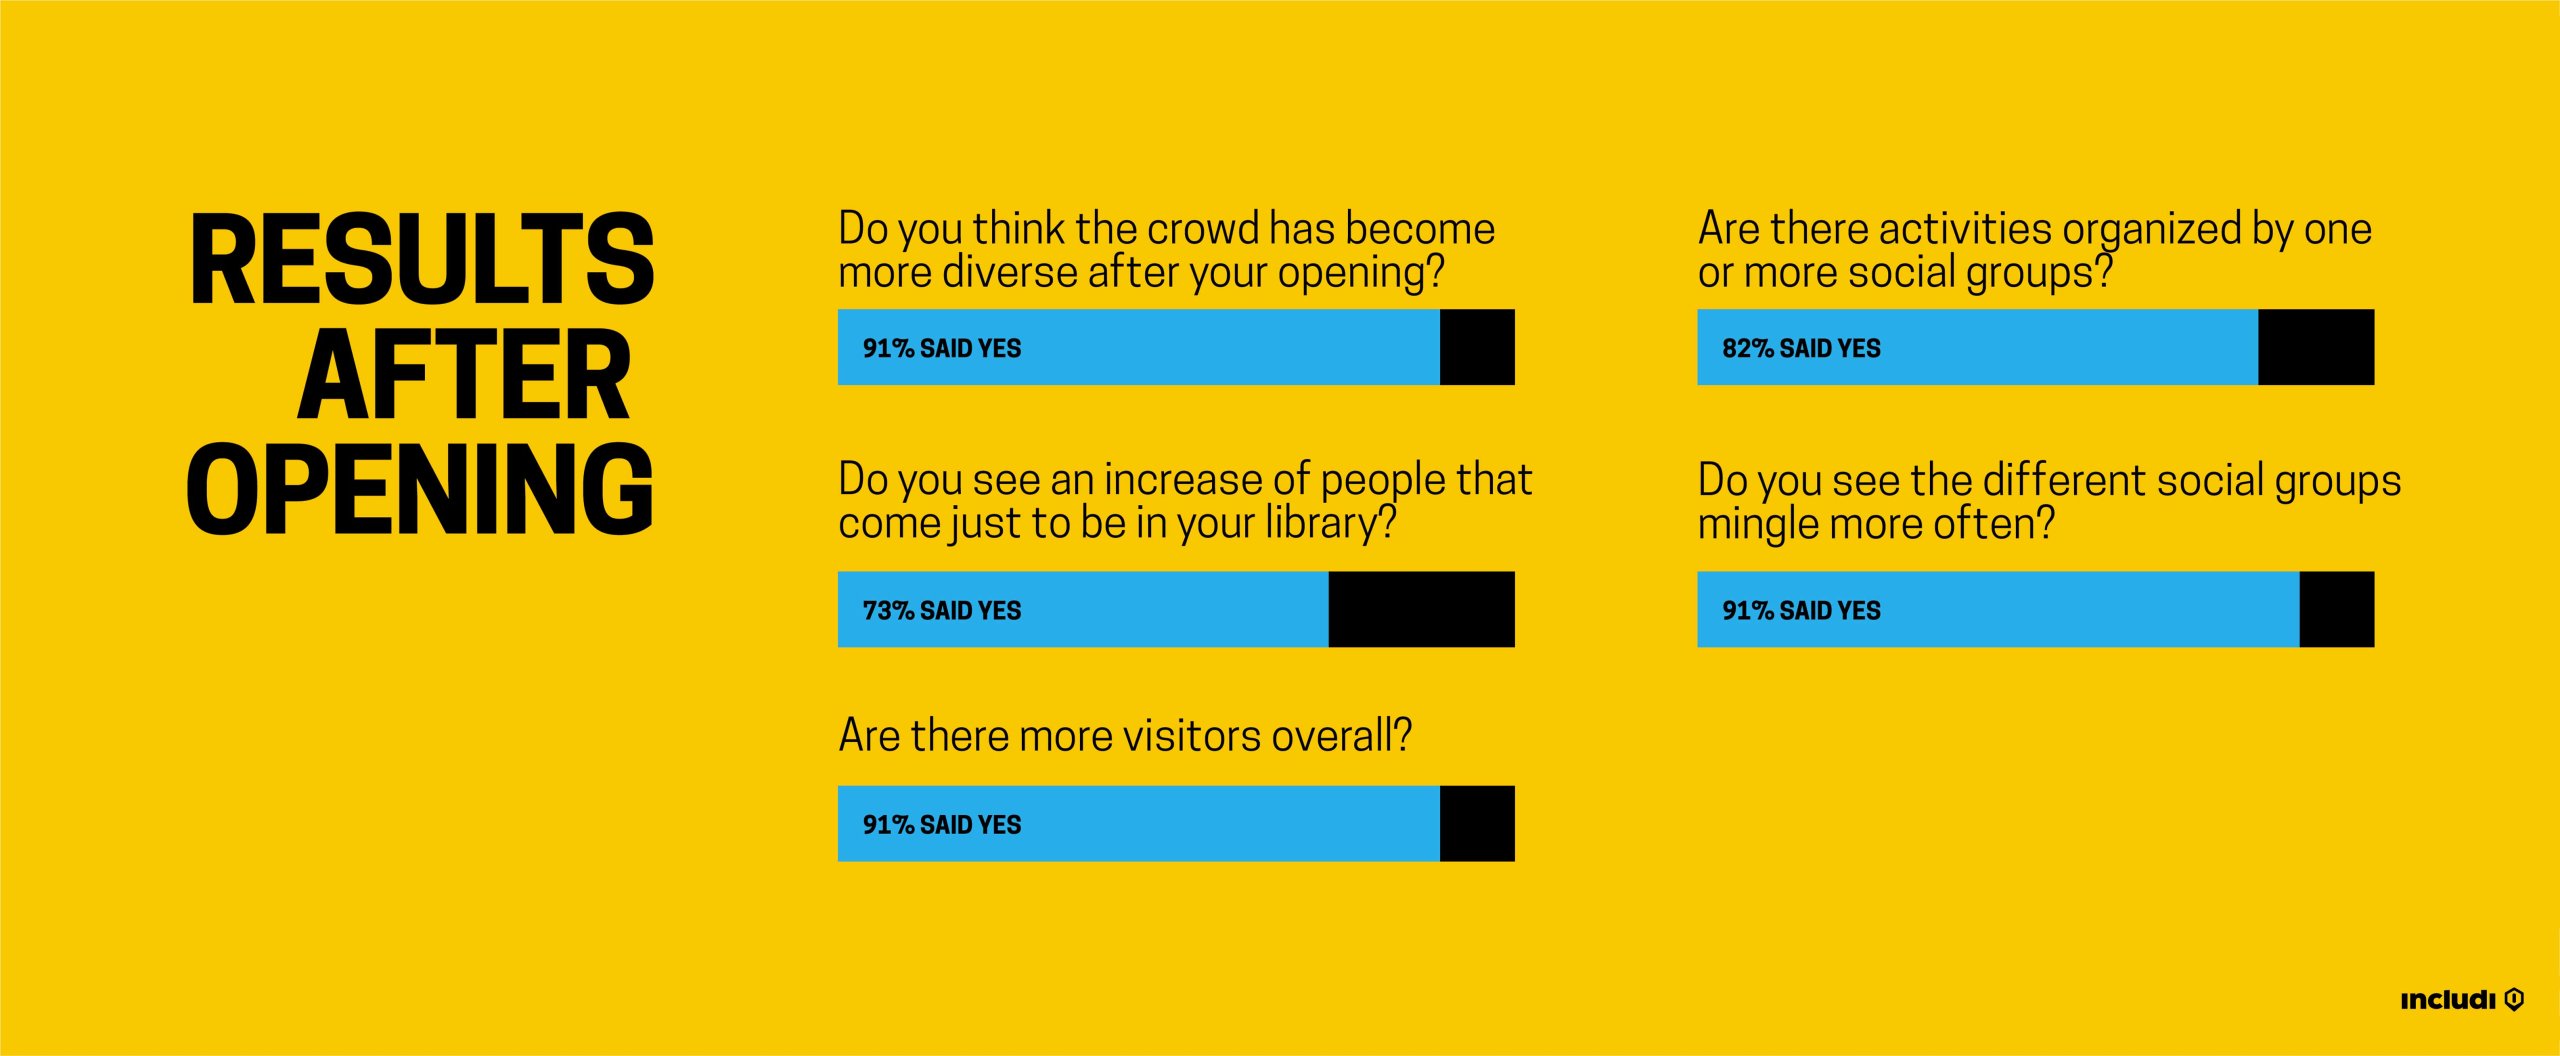 RESULTS
AFTER
OPENING
Do you think the crowd has become
more diverse after your opening?
91% SAID YES
Do you see an increase of people that
come just to be in your library?
73% SAID YES
Are there more visitors overall?
91% SAID YES
Are there activities organized by one
or more social groups?
82% SAID YES
Do you see the different social groups
mingle more often?
91% SAID YES
includi